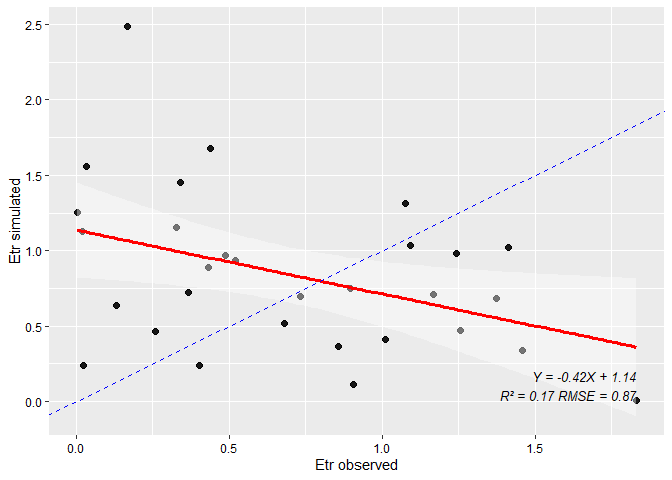 2.5
2.0
1.5
1.0
0.5
0.0
Etr simulated
Y = -0.42X + 1.14
R² = 0.17 RMSE = 0.87
0.0 0.5 1.0 1.5
Etr observed